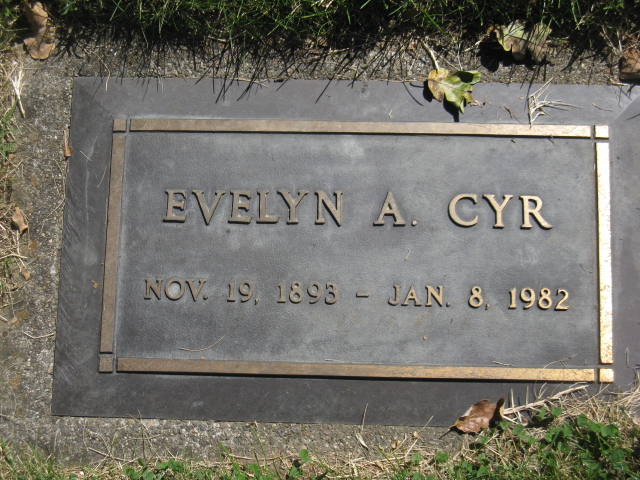 EVELYN A. CYR
NOV. 19, 1893 - JAN. 8, 1982